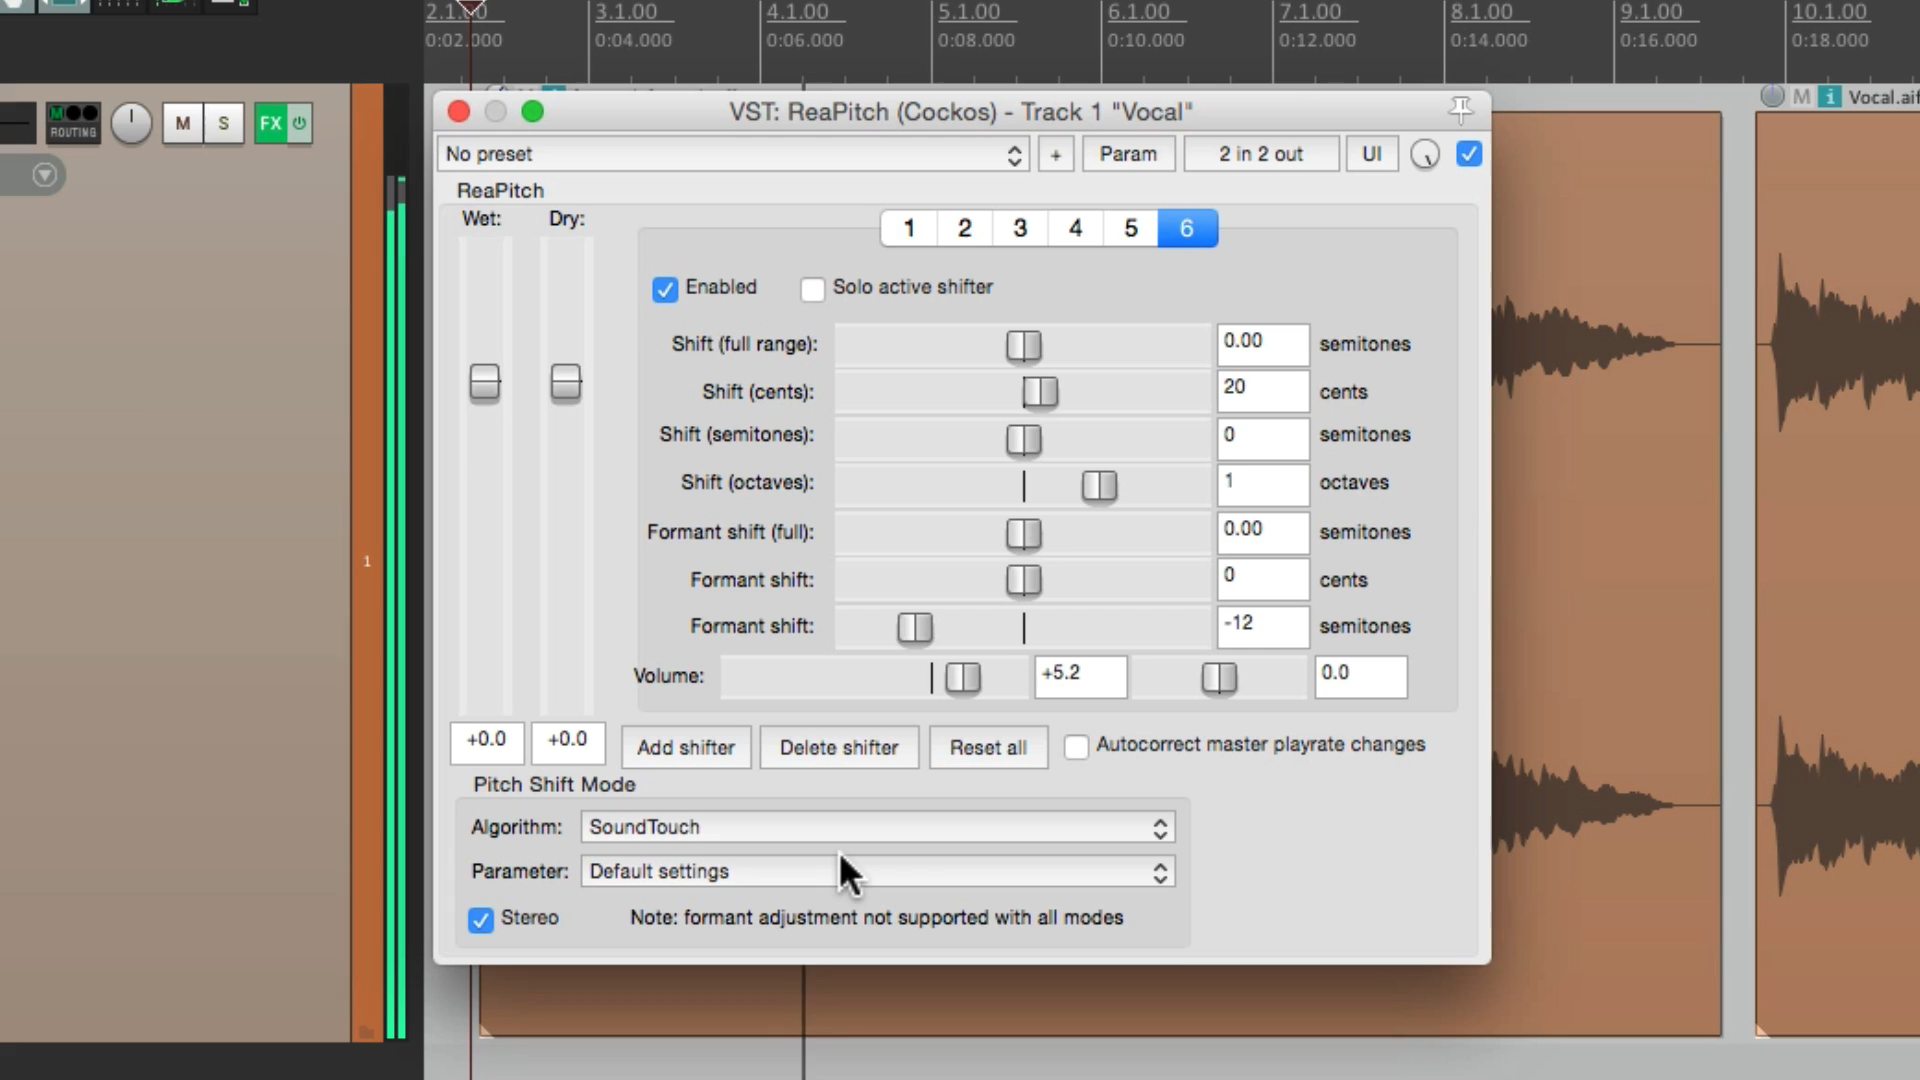 2.1.00 3.1.00 4.1.00 5.1.00 6.1.00 7.1.00 8.1.00 9.1.00 10.1.00
0:02.000 0:04.000 0:06.000 0:08.000 0:10.000 0:12.000 0:14.000 0:16.000 0:18.000
M i Vocal.aif
VST: ReaPitch (Cockos) - Track 1 "Vocal"
M
ROUTING M S FX
No preset + Param 2 in 2 out UI
ReaPitch
Wet: Dry:
1 2 3 4 5 6
Enabled Solo active shifter
Shift (full range): 0.00 semitones
Shift (cents): 20 cents
Shift (semitones): 0 semitones
Shift (octaves): 1 octaves
Formant shift (full): 0.00 semitones
1
Formant shift: 0 cents
Formant shift: -12 semitones
Volume: +5.2 0.0
+0.0 +0.0 Add shifter Delete shifter Reset all Autocorrect master playrate changes
Pitch Shift Mode
Algorithm: SoundTouch
Parameter: Default settings
Stereo Note: formant adjustment not supported with all modes